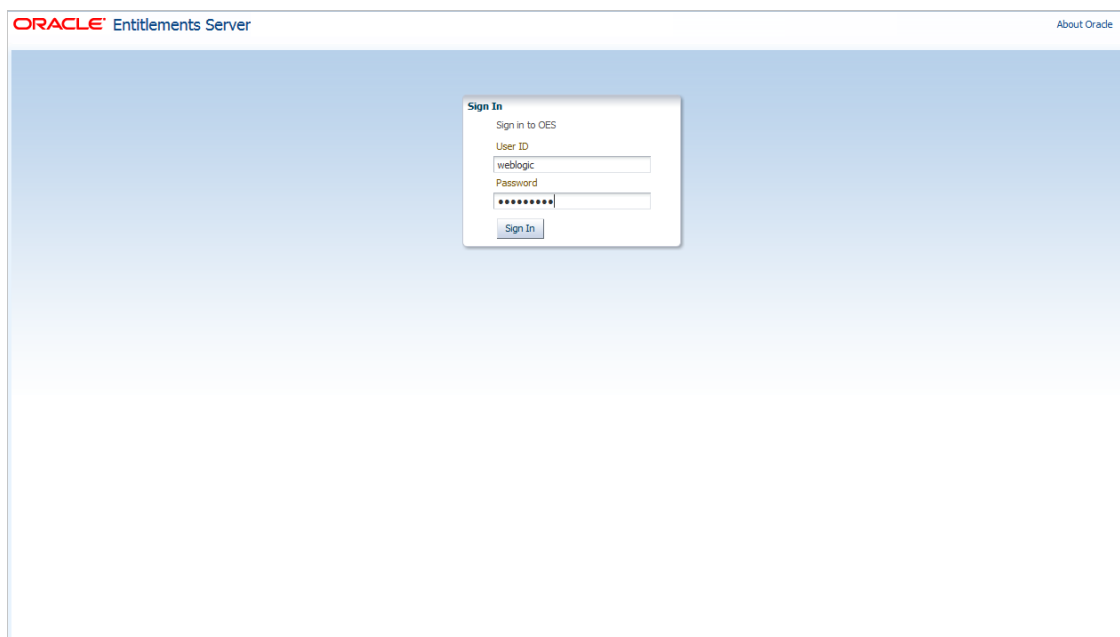 ORACLE Entitlements Server
About Oracle
Sign In
Sign in to OES
User ID
weblogic
Password
•••••••••
Sign In